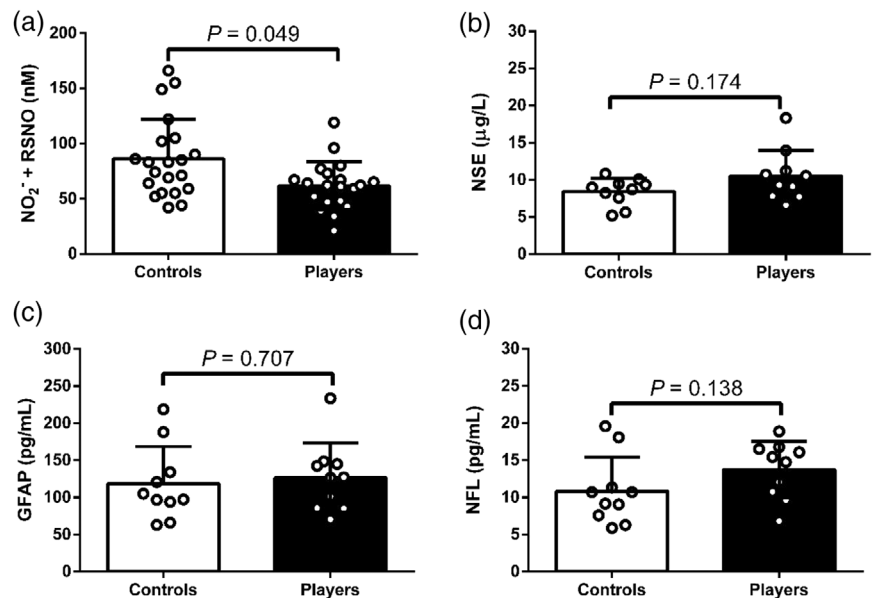 (a)
P = 0.049
NO₂⁻ + RSNO (nM)
200
150
100
50
0
Controls
Players
(b)
P = 0.174
NSE (µg/L)
30
25
20
15
10
5
0
Controls
Players
(c)
P = 0.707
GFAP (pg/mL)
300
250
200
150
100
50
0
Controls
Players
(d)
P = 0.138
NFL (pg/mL)
30
25
20
15
10
5
0
Controls
Players